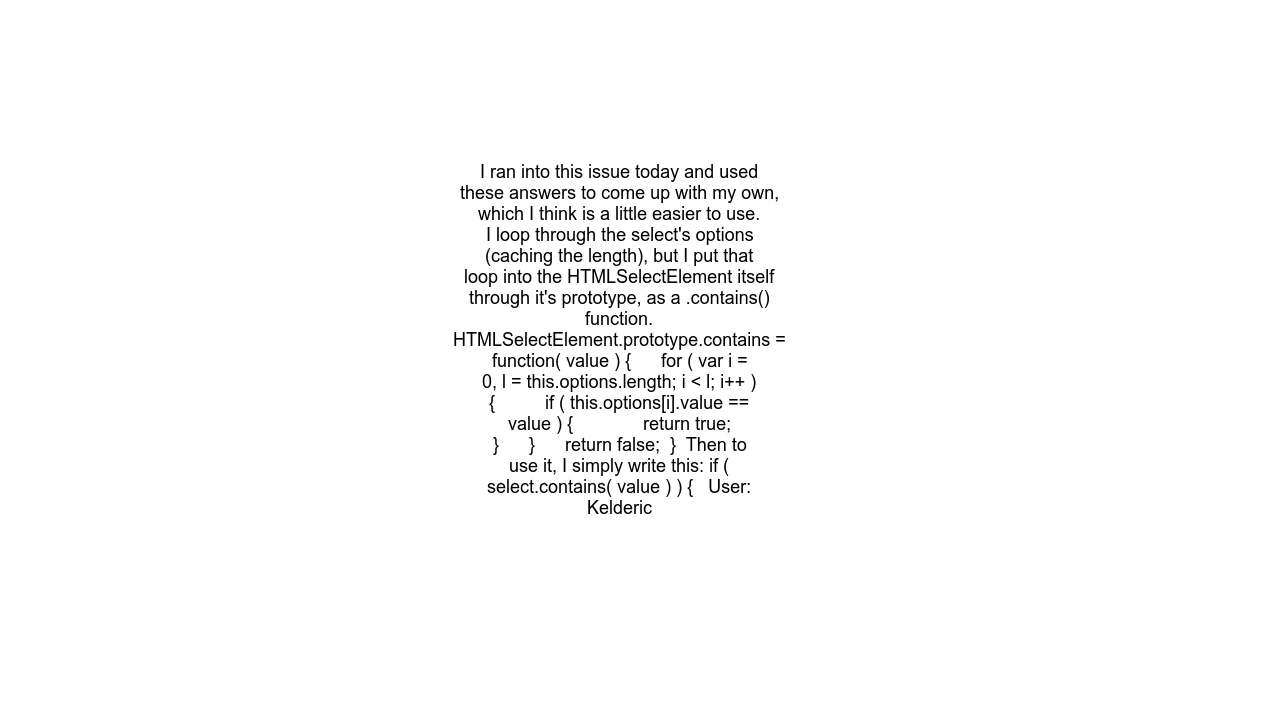 I ran into this issue today and used
these answers to come up with my own,
which I think is a little easier to use.
I loop through the select's options
(caching the length), but I put that
loop into the HTMLSelectElement itself
through it's prototype, as a .contains()
function.
HTMLSelectElement.prototype.contains =
function( value ) {      for ( var i =
0, l = this.options.length; i < l; i++ )
{          if ( this.options[i].value ==
value ) {              return true;
}      }      return false;  }  Then to
use it, I simply write this: if (
select.contains( value ) ) {   User:
Kelderic